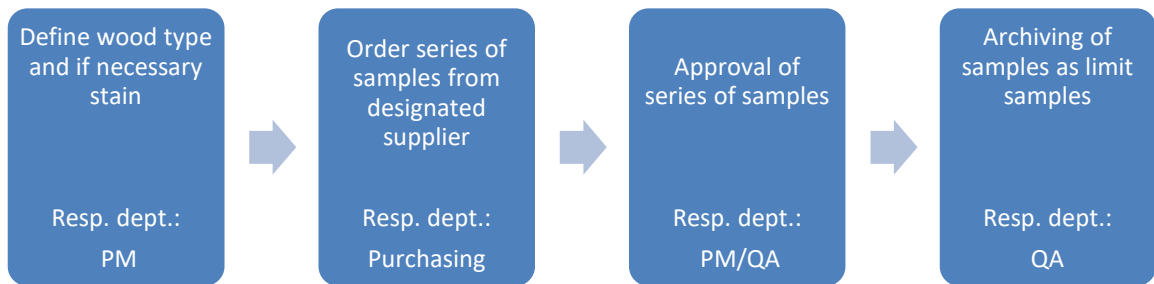 Define wood type
and if necessary
stain
Resp. dept.:
PM
Order series of
samples from
designated
supplier
Resp. dept.:
Purchasing
Approval of
series of samples
Resp. dept.:
PM/QA
Archiving of
samples as limit
samples
Resp. dept.:
QA